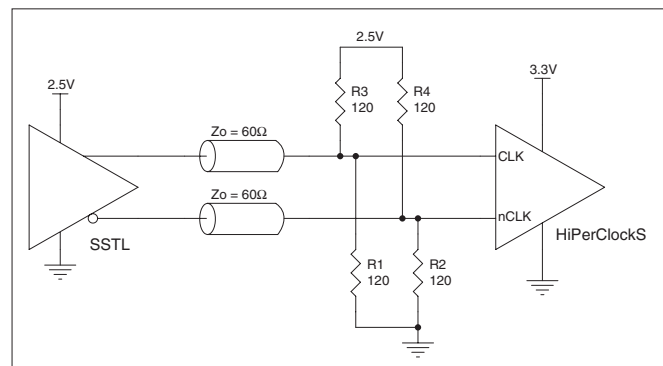 2.5V
2.5V
3.3V
R3
120
R4
120
Zo = 60Ω
CLK
Zo = 60Ω
nCLK
SSTL
HiPerClockS
R1
120
R2
120